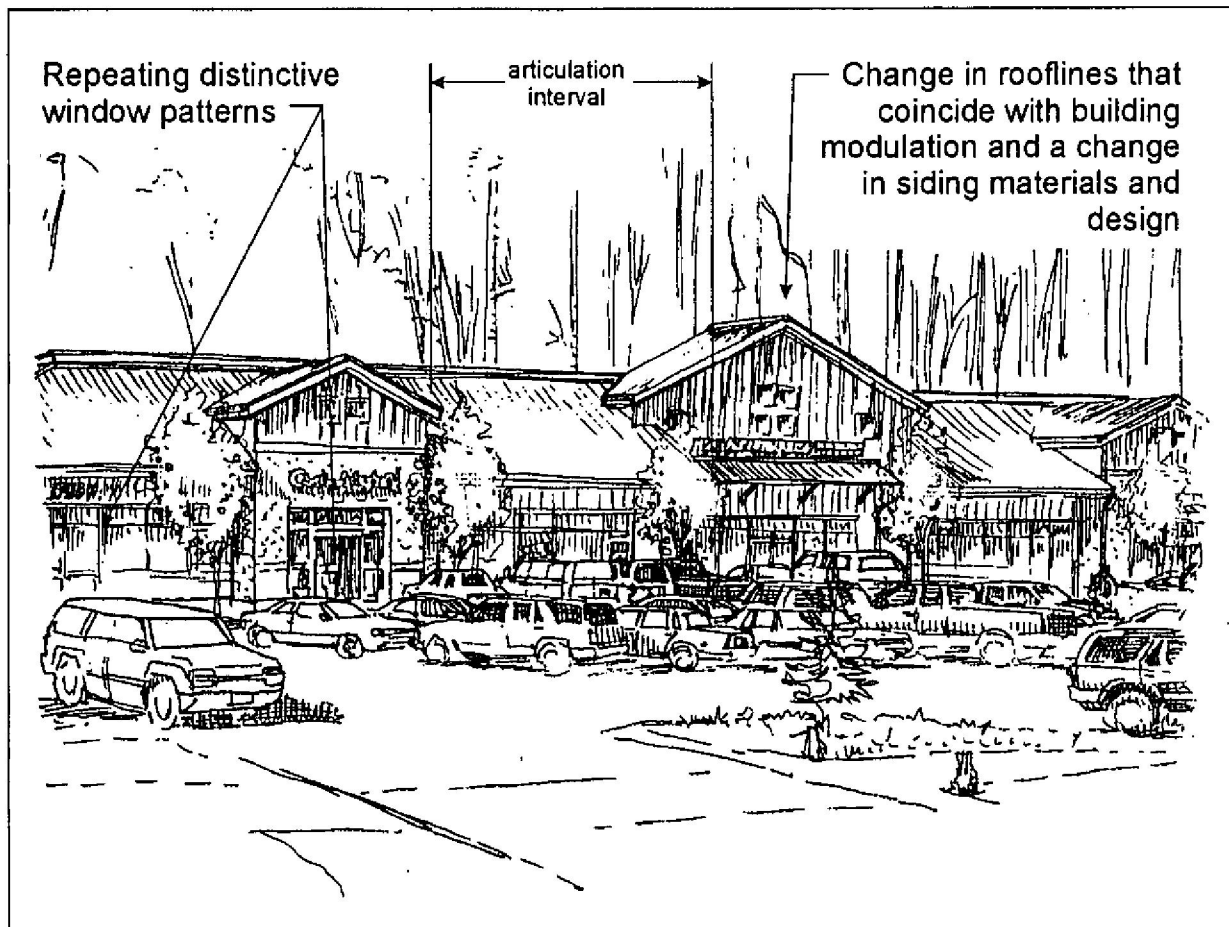 Repeating distinctive
window patterns
articulation
interval
Change in rooflines that
coincide with building
modulation and a change
in siding materials and
design